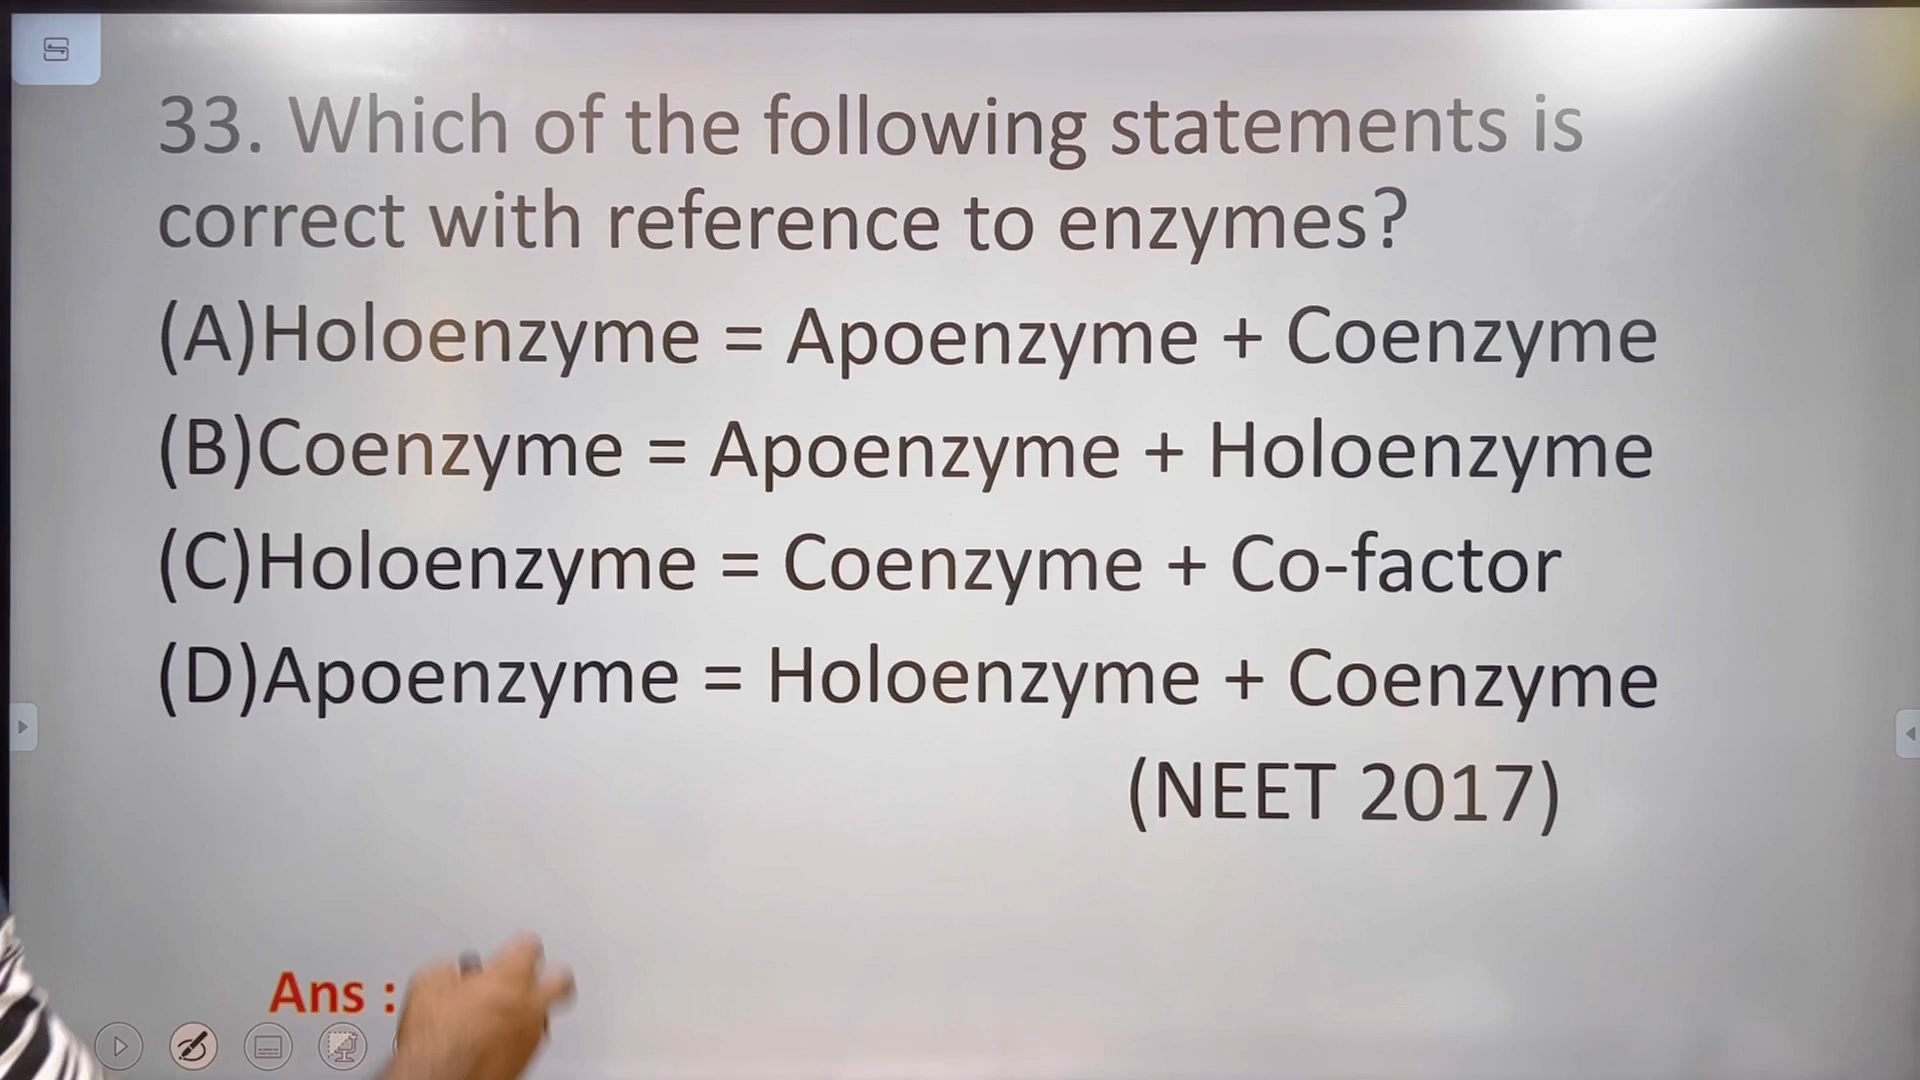 33. Which of the following statements is
correct with reference to enzymes?
(A)Holoenzyme = Apoenzyme + Coenzyme
(B)Coenzyme = Apoenzyme + Holoenzyme
(C)Holoenzyme = Coenzyme + Co-factor
(D)Apoenzyme = Holoenzyme + Coenzyme
(NEET 2017)
Ans :